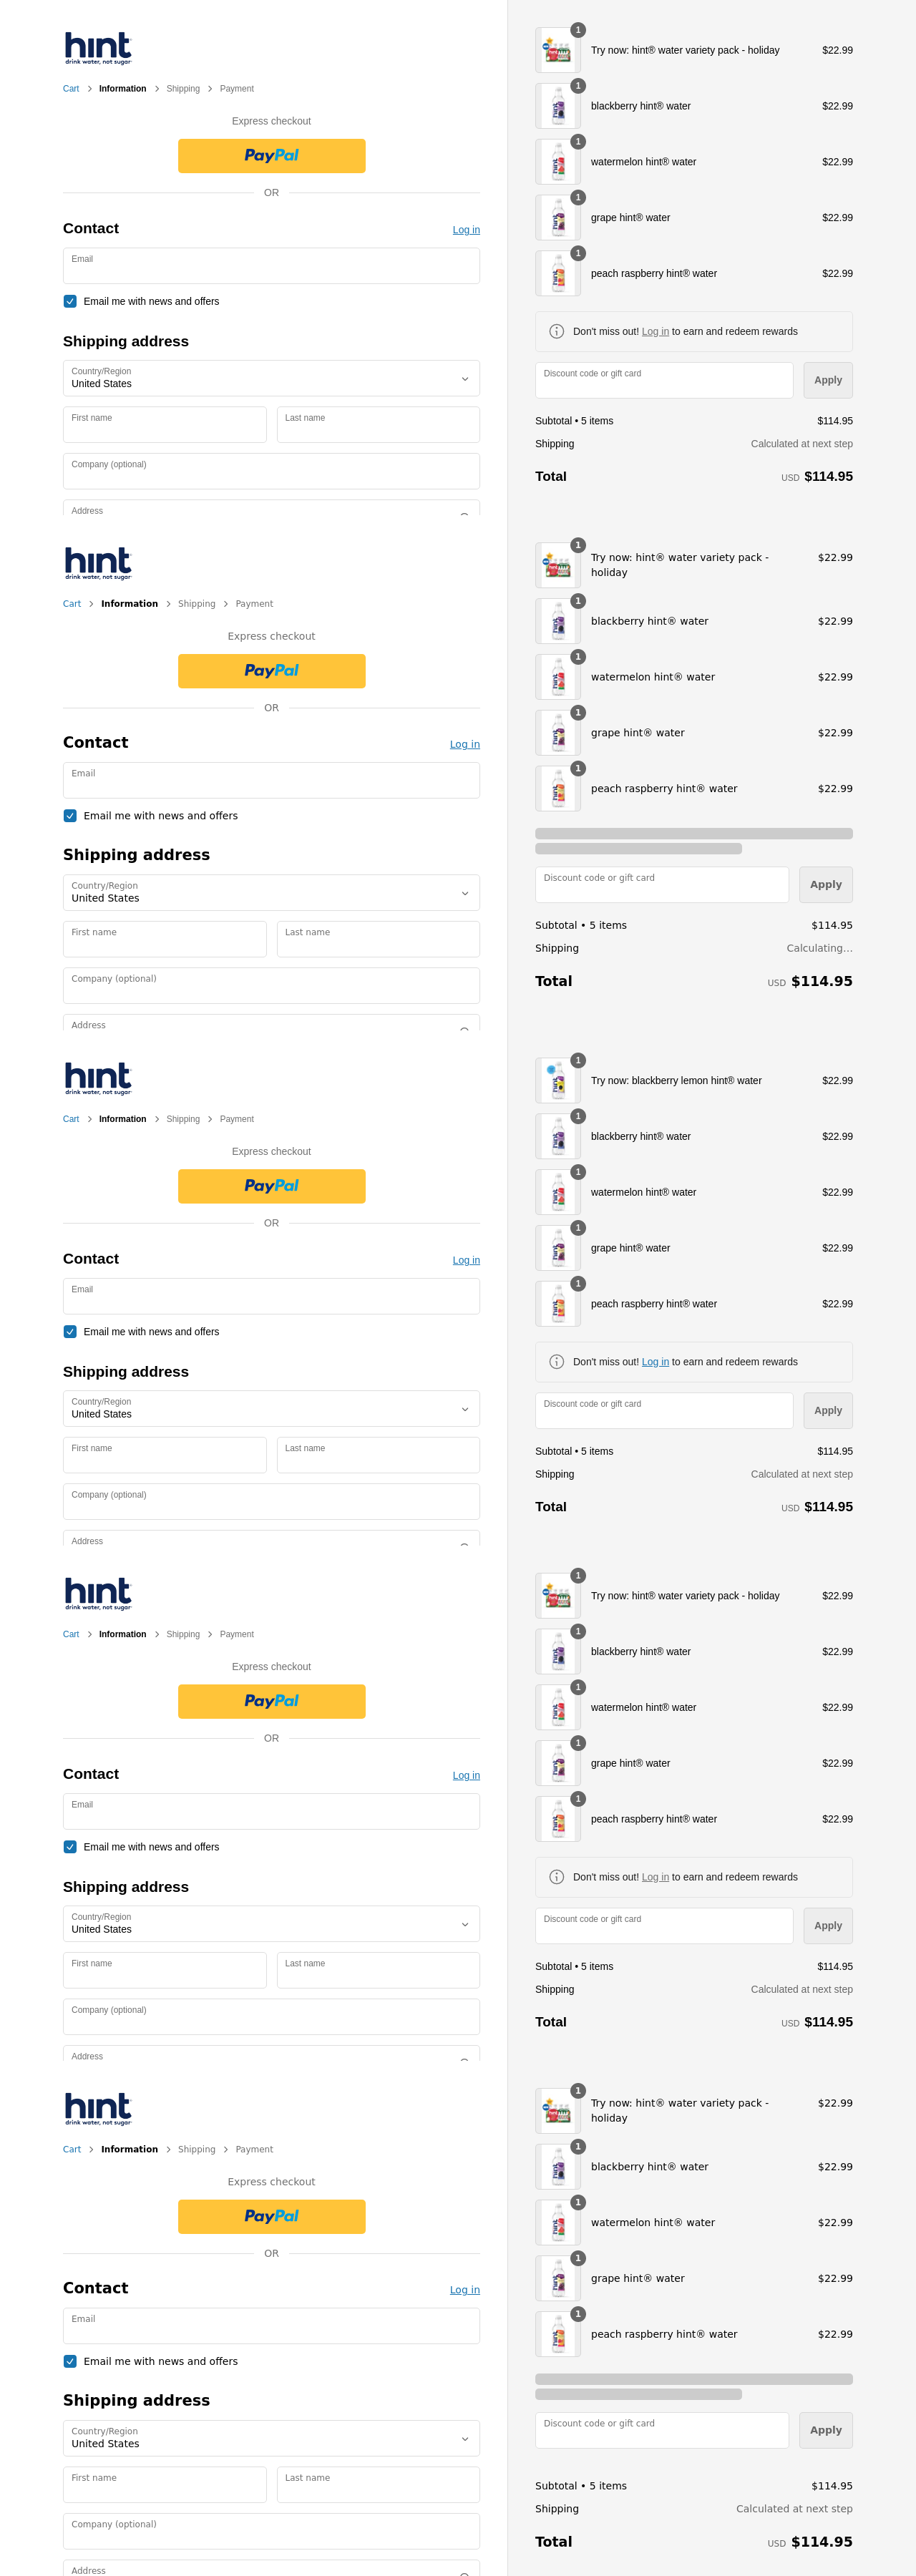 hint
drink water, not sugar
Cart > Information > Shipping > Payment
Express checkout
PayPal
OR
Contact
Log in
Email
Email me with news and offers
Shipping address
Country/Region
United States
First name
Last name
Company (optional)
Address
1
Try now: hint® water variety pack - holiday $22.99
1
blackberry hint® water $22.99
1
watermelon hint® water $22.99
1
grape hint® water $22.99
1
peach raspberry hint® water $22.99
Don't miss out! Log in to earn and redeem rewards
Discount code or gift card
Apply
Subtotal • 5 items $114.95
Shipping Calculated at next step
Total USD $114.95
hint
drink water, not sugar
Cart > Information > Shipping > Payment
Express checkout
PayPal
OR
Contact
Log in
Email
Email me with news and offers
Shipping address
Country/Region
United States
First name
Last name
Company (optional)
Address
1
Try now: hint® water variety pack -
holiday
$22.99
1
blackberry hint® water $22.99
1
watermelon hint® water $22.99
1
grape hint® water $22.99
1
peach raspberry hint® water $22.99
Discount code or gift card
Apply
Subtotal • 5 items $114.95
Shipping Calculating...
Total USD $114.95
hint
drink water, not sugar
Cart > Information > Shipping > Payment
Express checkout
PayPal
OR
Contact
Log in
Email
Email me with news and offers
Shipping address
Country/Region
United States
First name
Last name
Company (optional)
Address
1
Try now: blackberry lemon hint® water $22.99
1
blackberry hint® water $22.99
1
watermelon hint® water $22.99
1
grape hint® water $22.99
1
peach raspberry hint® water $22.99
Don't miss out! Log in to earn and redeem rewards
Discount code or gift card
Apply
Subtotal • 5 items $114.95
Shipping Calculated at next step
Total USD $114.95
hint
drink water, not sugar
Cart > Information > Shipping > Payment
Express checkout
PayPal
OR
Contact
Log in
Email
Email me with news and offers
Shipping address
Country/Region
United States
First name
Last name
Company (optional)
Address
1
Try now: hint® water variety pack - holiday $22.99
1
blackberry hint® water $22.99
1
watermelon hint® water $22.99
1
grape hint® water $22.99
1
peach raspberry hint® water $22.99
Don't miss out! Log in to earn and redeem rewards
Discount code or gift card
Apply
Subtotal • 5 items $114.95
Shipping Calculated at next step
Total USD $114.95
hint
drink water, not sugar
Cart > Information > Shipping > Payment
Express checkout
PayPal
OR
Contact
Log in
Email
Email me with news and offers
Shipping address
Country/Region
United States
First name
Last name
Company (optional)
Address
1
Try now: hint® water variety pack -
holiday
$22.99
1
blackberry hint® water $22.99
1
watermelon hint® water $22.99
1
grape hint® water $22.99
1
peach raspberry hint® water $22.99
Discount code or gift card
Apply
Subtotal • 5 items $114.95
Shipping Calculated at next step
Total USD $114.95